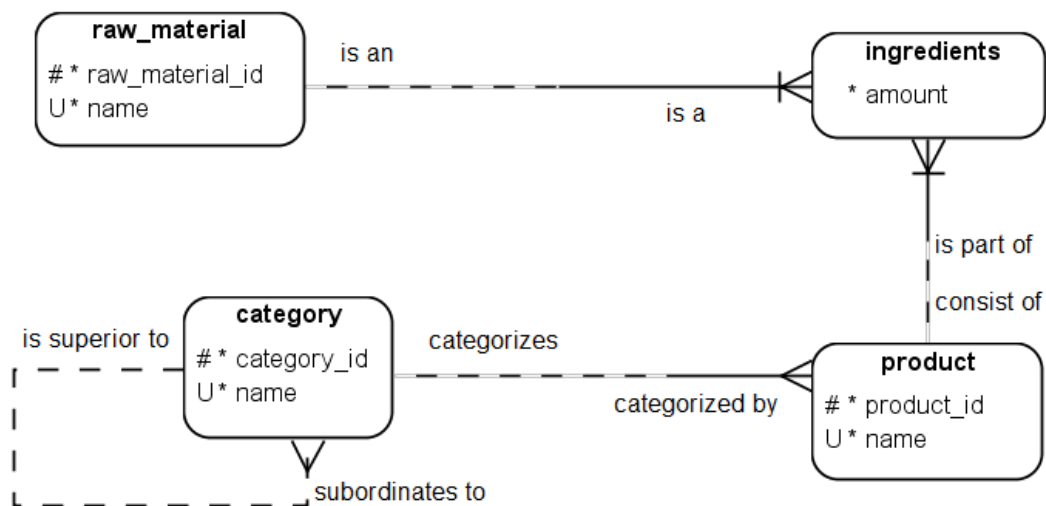 raw_material
# * raw_material_id
U * name
is an
is a
ingredients
* amount
is part of
consist of
is superior to
category
# * category_id
U * name
subordinates to
categorizes
categorized by
product
# * product_id
U * name